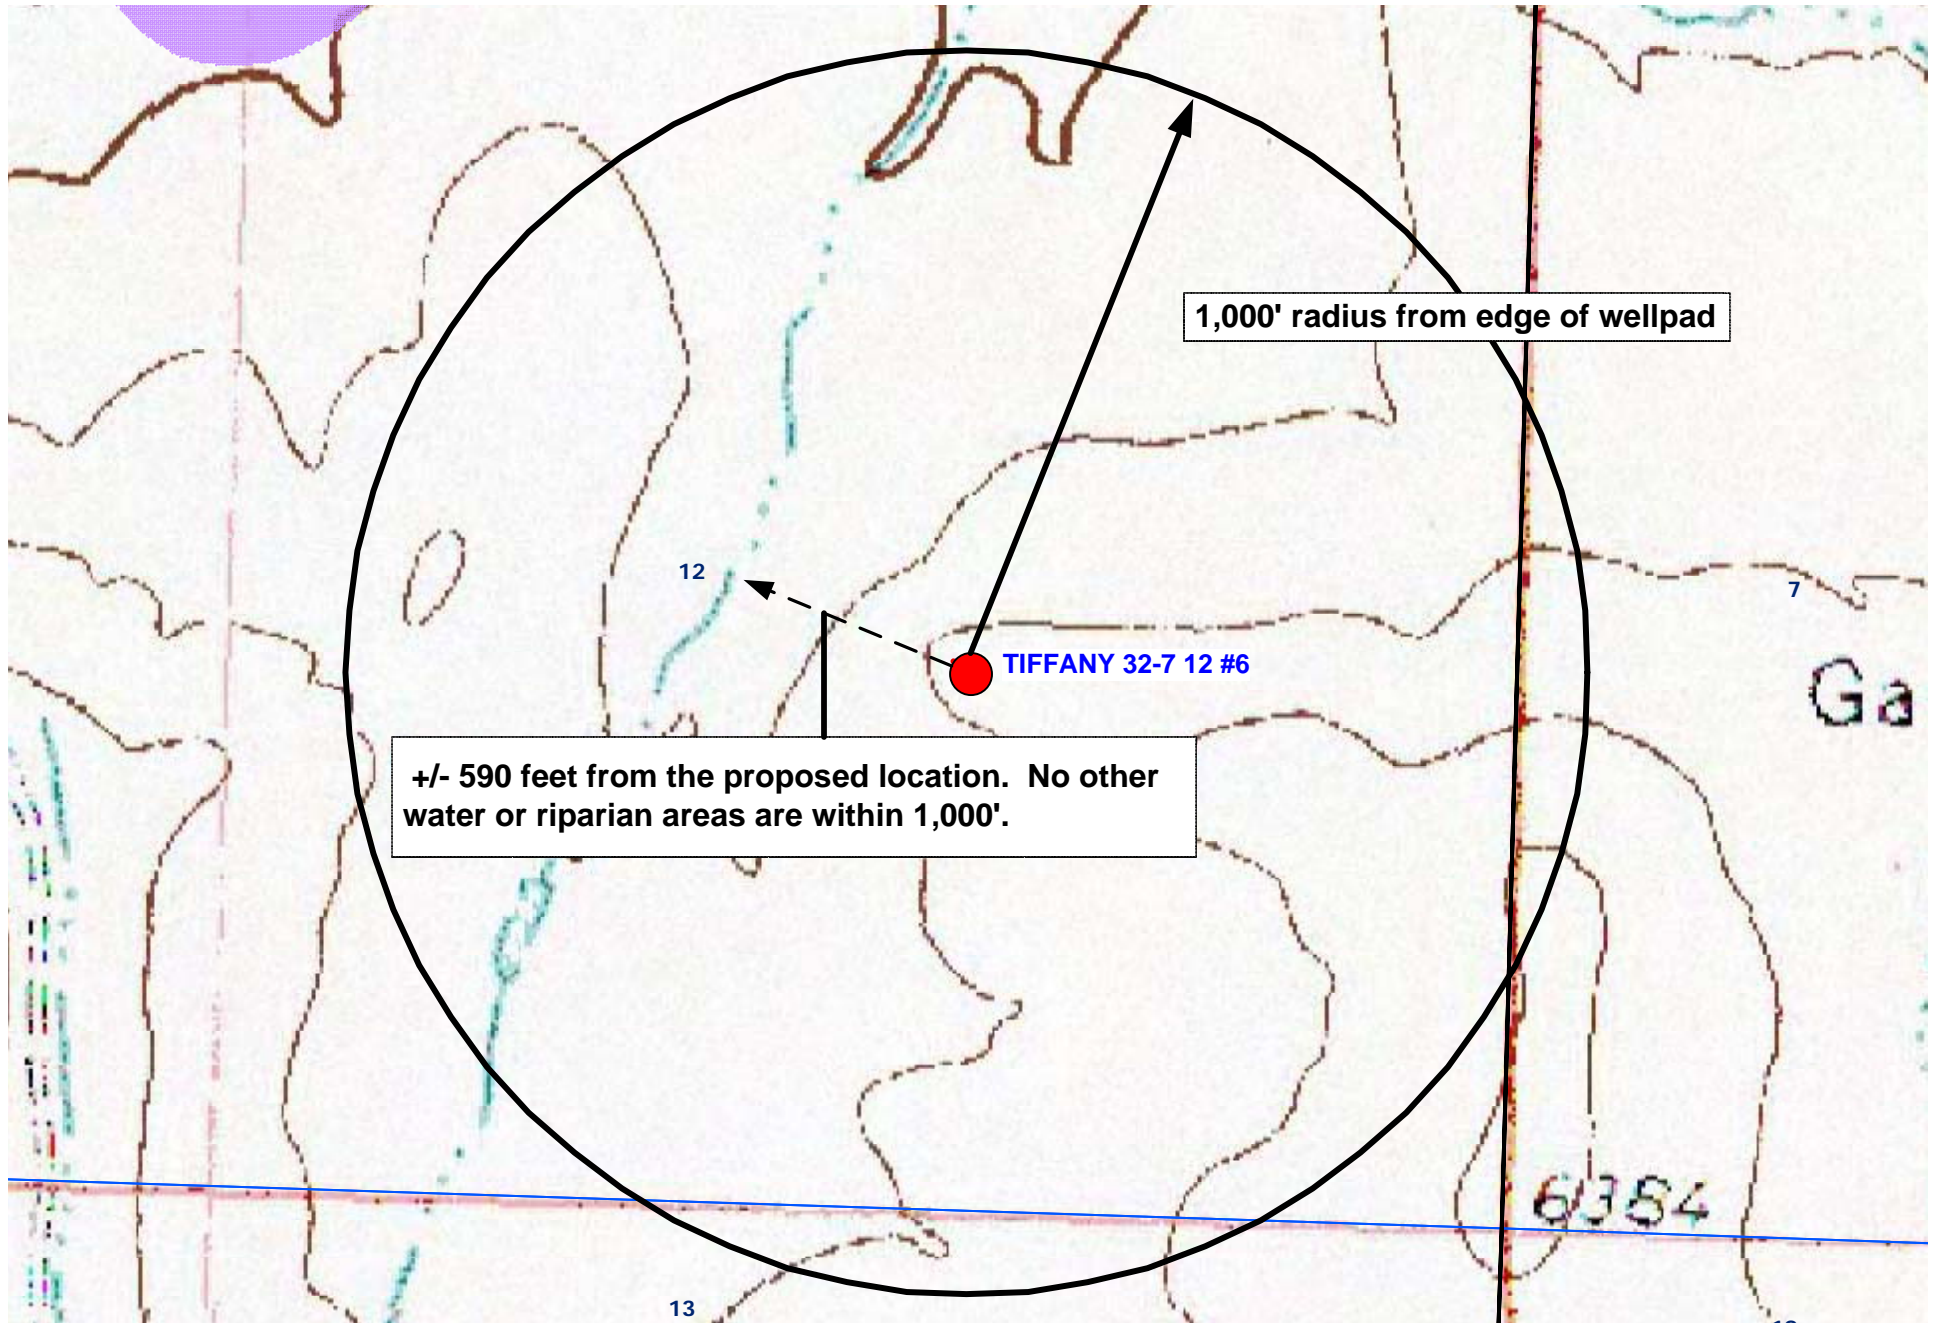 1,000' radius from edge of wellpad
12
7
TIFFANY 32-7 12 #6
Ga
+/- 590 feet from the proposed location.  No other
water or riparian areas are within 1,000'.
6384
13